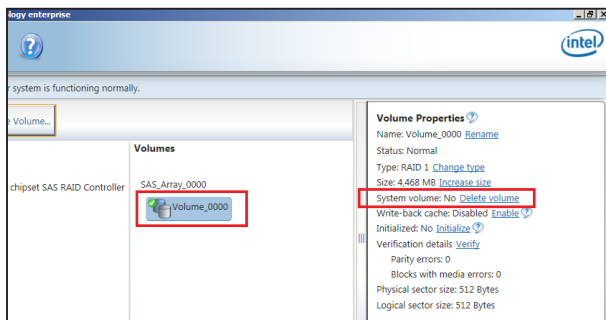 logy enterprise
?
intel
r system is functioning normally.
e Volume...
Volumes
chipset SAS RAID Controller
SAS_Array_0000
Volume_0000
Volume Properties ?
Name: Volume_0000 Rename
Status: Normal
Type: RAID 1 Change type
Size: 4,468 MB Increase size
System volume: No Delete volume
Write-back cache: Disabled Enable ?
Initialized: No Initialize ?
Verification details Verify
Parity errors: 0
Blocks with media errors: 0
Physical sector size: 512 Bytes
Logical sector size: 512 Bytes